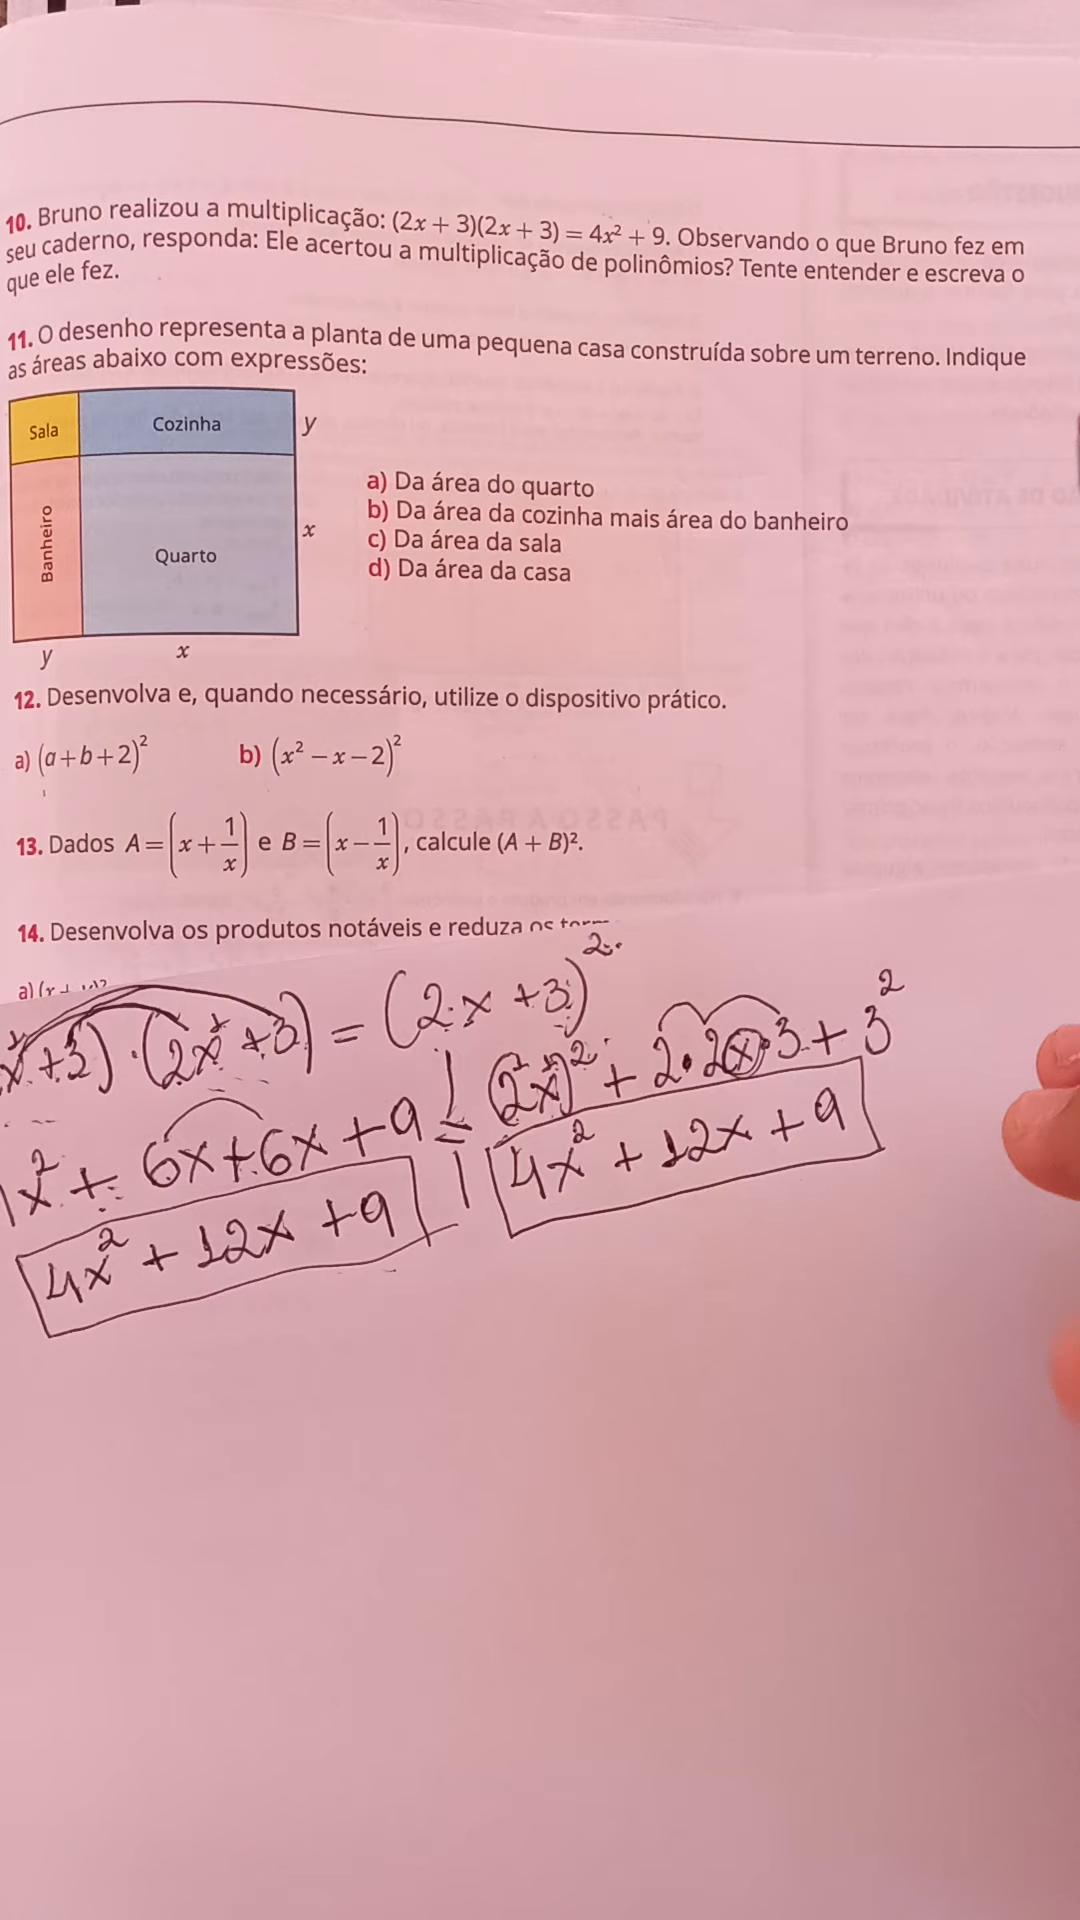 10. Bruno realizou a multiplicação: (2x + 3)(2x + 3) = 4x² + 9. Observando o que Bruno fez em
seu caderno, responda: Ele acertou a multiplicação de polinômios? Tente entender e escreva o
que ele fez.
11. O desenho representa a planta de uma pequena casa construída sobre um terreno. Indique
as áreas abaixo com expressões:
Sala
Cozinha
y
Banheiro
Quarto
x
y
x
a) Da área do quarto
b) Da área da cozinha mais área do banheiro
c) Da área da sala
d) Da área da casa
12. Desenvolva e, quando necessário, utilize o dispositivo prático.
a) (a+b+2)²
b) (x² − x − 2)²
13. Dados A = (x + 1/x) e B = (x − 1/x), calcule (A + B)².
14. Desenvolva os produtos notáveis e reduza os
a)
x + 3) · (2x + 3) = (2·x + 3)²
x² + 6x + 6x + 9
4x² + 12x + 9
= (2x)² + 2·2x·3 + 3²
4x² + 12x + 9